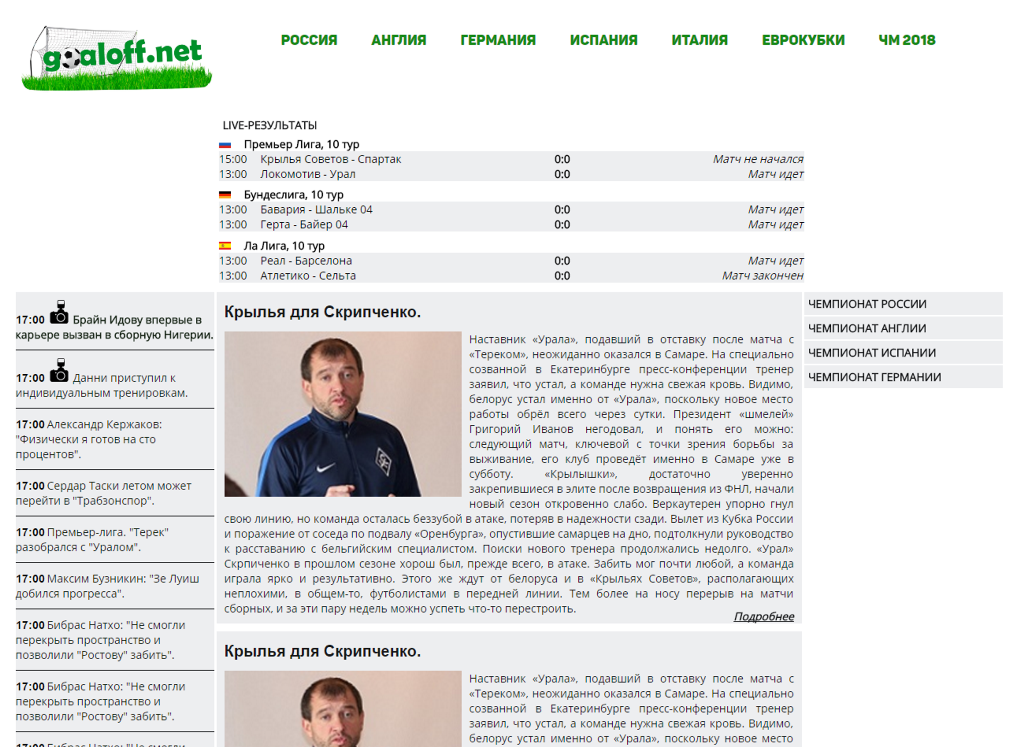 goaloff.net
РОССИЯ АНГЛИЯ ГЕРМАНИЯ ИСПАНИЯ ИТАЛИЯ ЕВРОКУБКИ ЧМ 2018
LIVE-РЕЗУЛЬТАТЫ
Премьер Лига, 10 тур
15:00 Крылья Советов - Спартак 0:0 Матч не начался
13:00 Локомотив - Урал 0:0 Матч идет
Бундеслига, 10 тур
13:00 Бавария - Шальке 04 0:0 Матч идет
13:00 Герта - Байер 04 0:0 Матч идет
Ла Лига, 10 тур
13:00 Реал - Барселона 0:0 Матч идет
13:00 Атлетико - Сельта 0:0 Матч закончен
17:00 Брайн Идову впервые в
карьере вызван в сборную Нигерии.
17:00 Данни приступил к
индивидуальным тренировкам.
17:00 Александр Кержаков:
"Физически я готов на сто
процентов".
17:00 Сердар Таски летом может
перейти в "Трабзонспор".
17:00 Премьер-лига. "Терек"
разобрался с "Уралом".
17:00 Максим Бузникин: "Зе Луиш
добился прогресса".
17:00 Бибрас Натхо: "Не смогли
перекрыть пространство и
позволили "Ростову" забить".
17:00 Бибрас Натхо: "Не смогли
перекрыть пространство и
позволили "Ростову" забить".
17:00 Бибрас Натхо: "Не смогли
Крылья для Скрипченко.
Наставник «Урала», подавший в отставку после матча с
«Тереком», неожиданно оказался в Самаре. На специально
созванной в Екатеринбурге пресс-конференции тренер
заявил, что устал, а команде нужна свежая кровь. Видимо,
белорус устал именно от «Урала», поскольку новое место
работы обрёл всего через сутки. Президент «шмелей»
Григорий Иванов негодовал, и понять его можно:
следующий матч, ключевой с точки зрения борьбы за
выживание, его клуб проведёт именно в Самаре уже в
субботу. «Крылышки», достаточно уверенно
закрепившиеся в элите после возвращения из ФНЛ, начали
новый сезон откровенно слабо. Веркаутерен упорно гнул
свою линию, но команда осталась беззубой в атаке, потеряв в надежности сзади. Вылет из Кубка России
и поражение от соседа по подвалу «Оренбурга», опустившие самарцев на дно, подтолкнули руководство
к расставанию с бельгийским специалистом. Поиски нового тренера продолжались недолго. «Урал»
Скрпиченко в прошлом сезоне хорош был, прежде всего, в атаке. Забить мог почти любой, а команда
играла ярко и результативно. Этого же ждут от белоруса и в «Крыльях Советов», располагающих
неплохими, в общем-то, футболистами в передней линии. Тем более на носу перерыв на матчи
сборных, и за эти пару недель можно успеть что-то перестроить.
Подробнее
Крылья для Скрипченко.
Наставник «Урала», подавший в отставку после матча с
«Тереком», неожиданно оказался в Самаре. На специально
созванной в Екатеринбурге пресс-конференции тренер
заявил, что устал, а команде нужна свежая кровь. Видимо,
белорус устал именно от «Урала», поскольку новое место
ЧЕМПИОНАТ РОССИИ
ЧЕМПИОНАТ АНГЛИИ
ЧЕМПИОНАТ ИСПАНИИ
ЧЕМПИОНАТ ГЕРМАНИИ